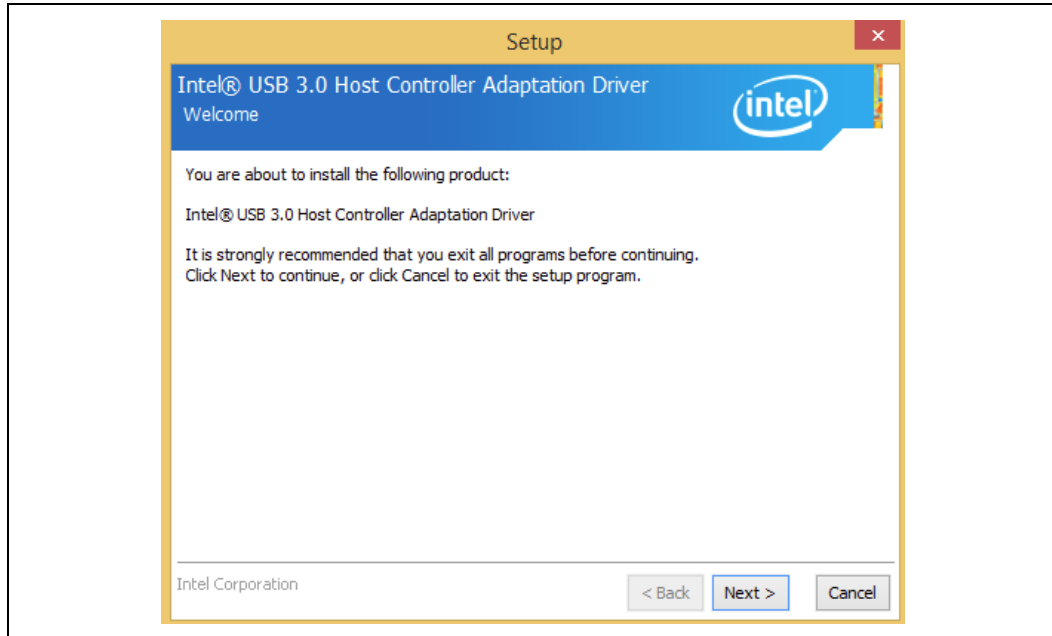 Setup
Intel® USB 3.0 Host Controller Adaptation Driver
Welcome
intel
You are about to install the following product:
Intel® USB 3.0 Host Controller Adaptation Driver
It is strongly recommended that you exit all programs before continuing.
Click Next to continue, or click Cancel to exit the setup program.
Intel Corporation
< Back Next > Cancel